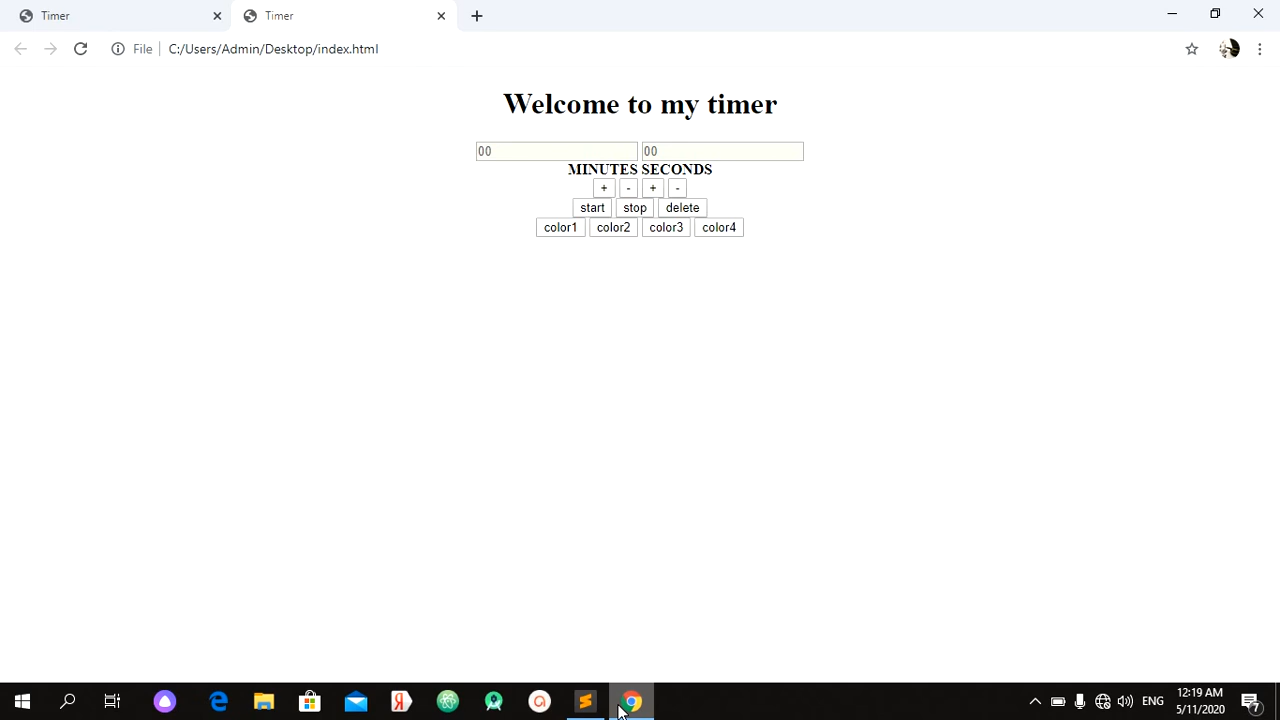 Timer
Timer
File C:/Users/Admin/Desktop/index.html
Welcome to my timer
00 00
MINUTES SECONDS
+ - + -
start stop delete
color1 color2 color3 color4
ENG
12:19 AM
5/11/2020
7